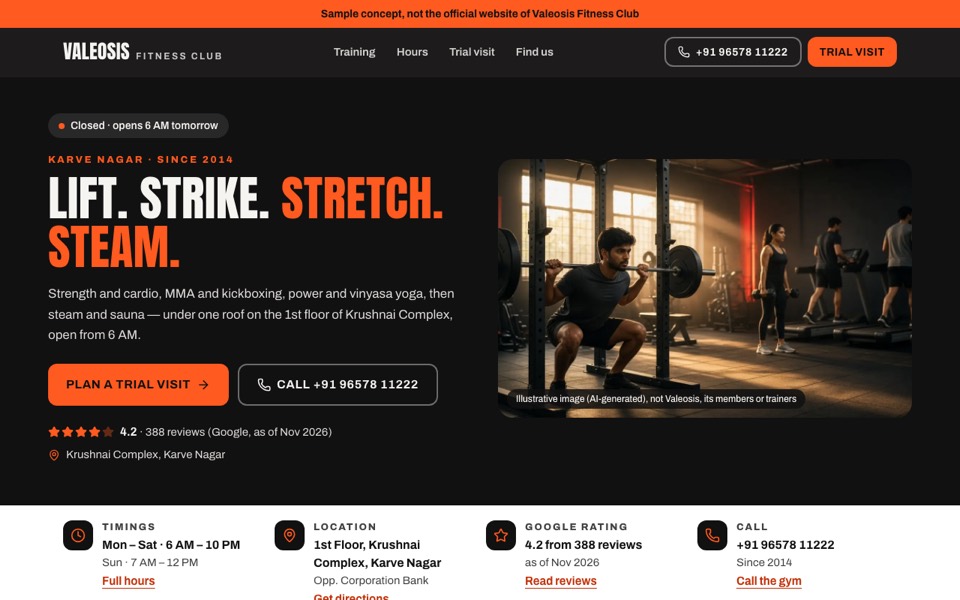 Sample concept, not the official website of Valeosis Fitness Club
VALEOSIS FITNESS CLUB
Training
Hours
Trial visit
Find us
+91 96578 11222
TRIAL VISIT
Closed · opens 6 AM tomorrow
KARVE NAGAR · SINCE 2014
LIFT. STRIKE. STRETCH.
STEAM.
Strength and cardio, MMA and kickboxing, power and vinyasa yoga, then
steam and sauna — under one roof on the 1st floor of Krushnai Complex,
open from 6 AM.
PLAN A TRIAL VISIT →
CALL +91 96578 11222
4.2 · 388 reviews (Google, as of Nov 2026)
Krushnai Complex, Karve Nagar
Illustrative image (AI-generated), not Valeosis, its members or trainers
TIMINGS
Mon – Sat · 6 AM – 10 PM
Sun · 7 AM – 12 PM
Full hours
LOCATION
1st Floor, Krushnai
Complex, Karve Nagar
Opp. Corporation Bank
Get directions
GOOGLE RATING
4.2 from 388 reviews
as of Nov 2026
Read reviews
CALL
+91 96578 11222
Since 2014
Call the gym